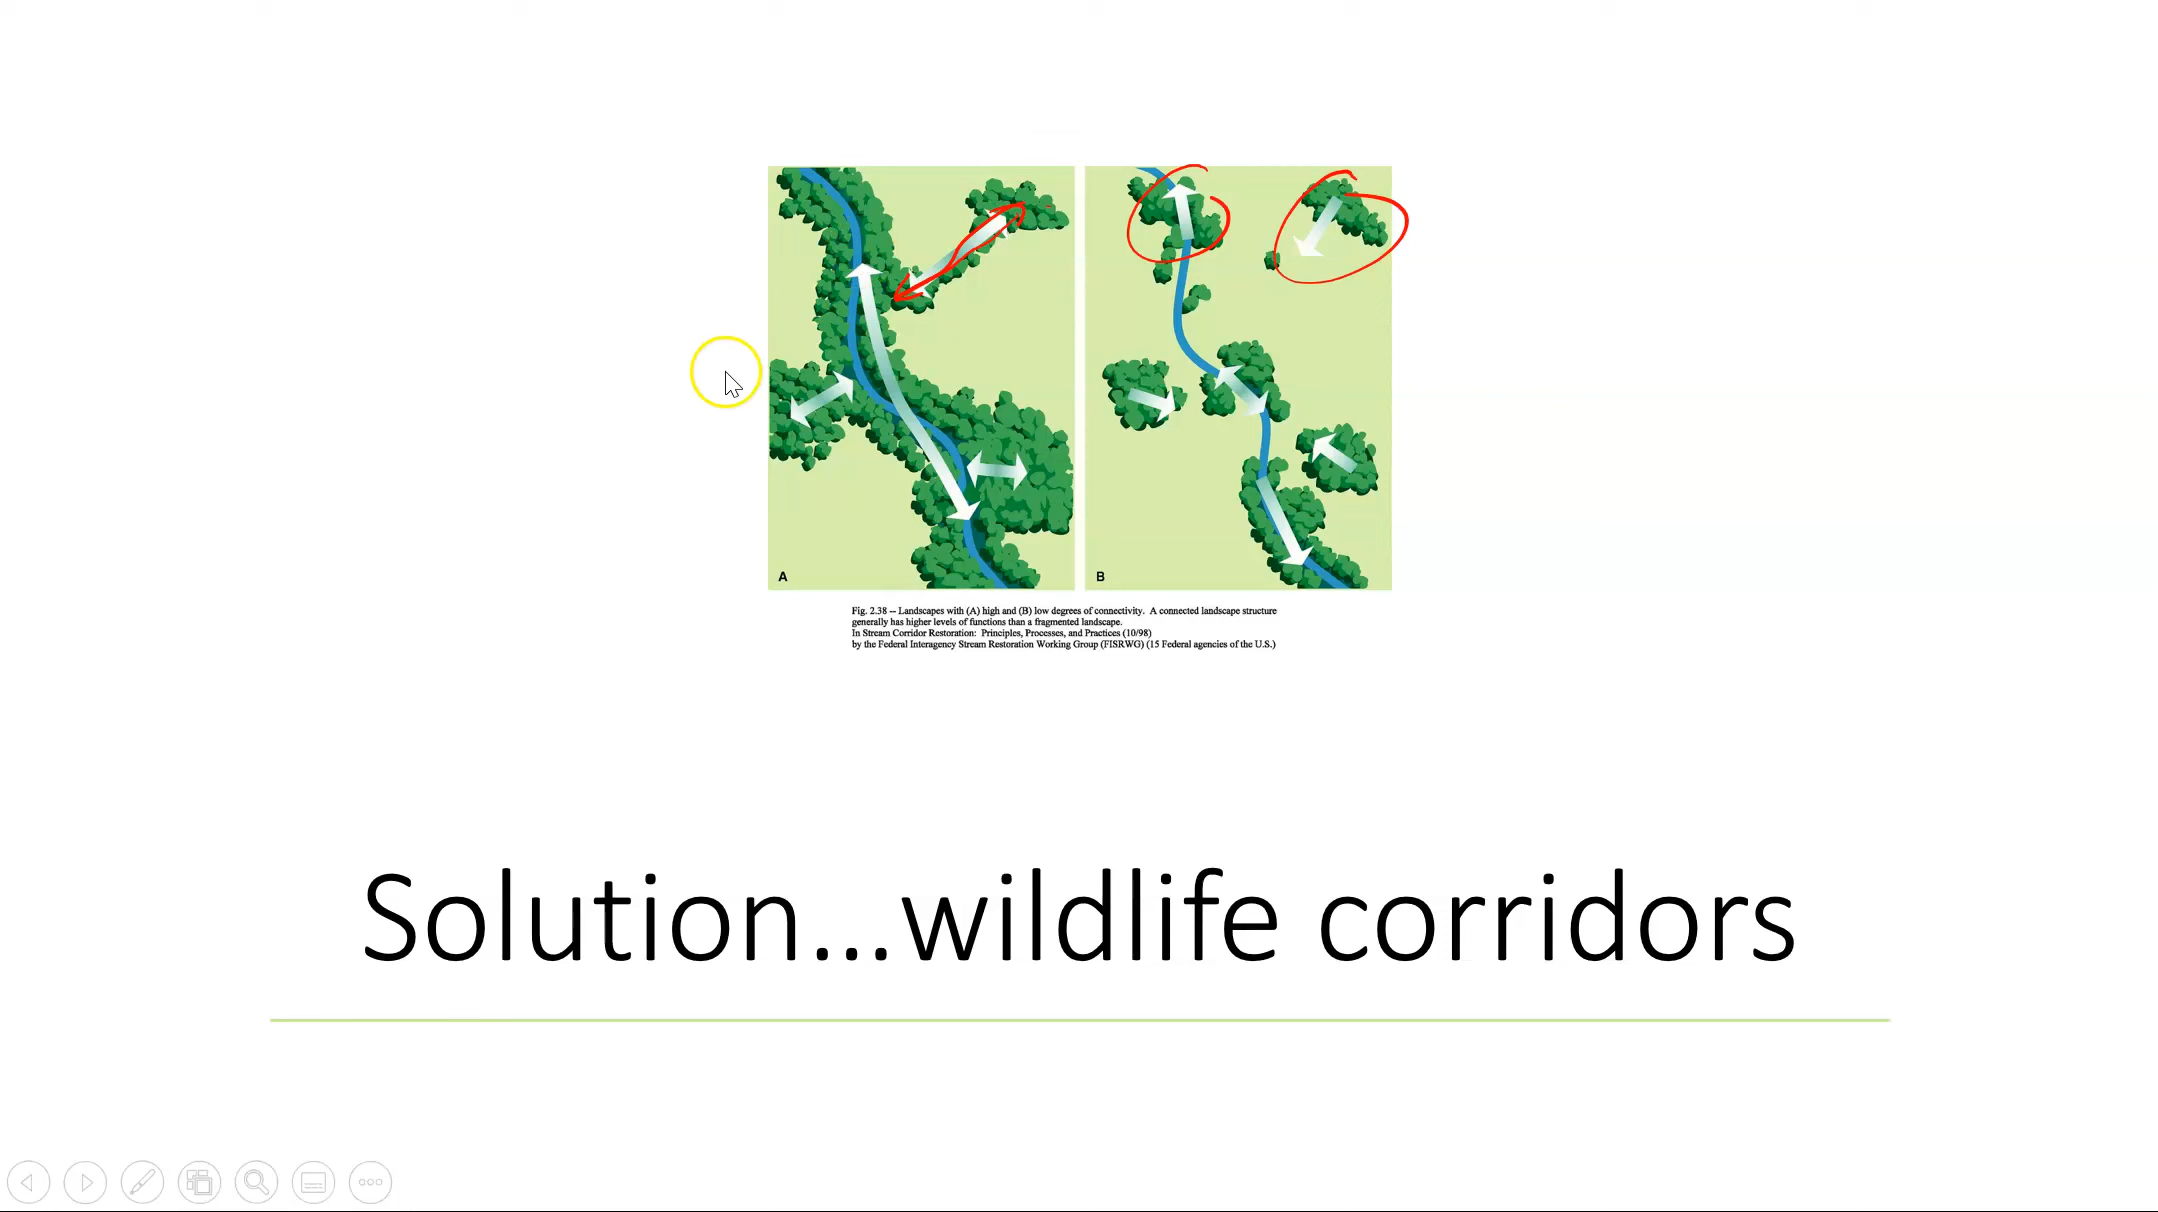 A
B
Fig. 2.38 -- Landscapes with (A) high and (B) low degrees of connectivity. A connected landscape structure
generally has higher levels of functions than a fragmented landscape.
In Stream Corridor Restoration: Principles, Processes, and Practices (10/98)
by the Federal Interagency Stream Restoration Working Group (FISRWG) (15 Federal agencies of the U.S.)
Solution...wildlife corridors